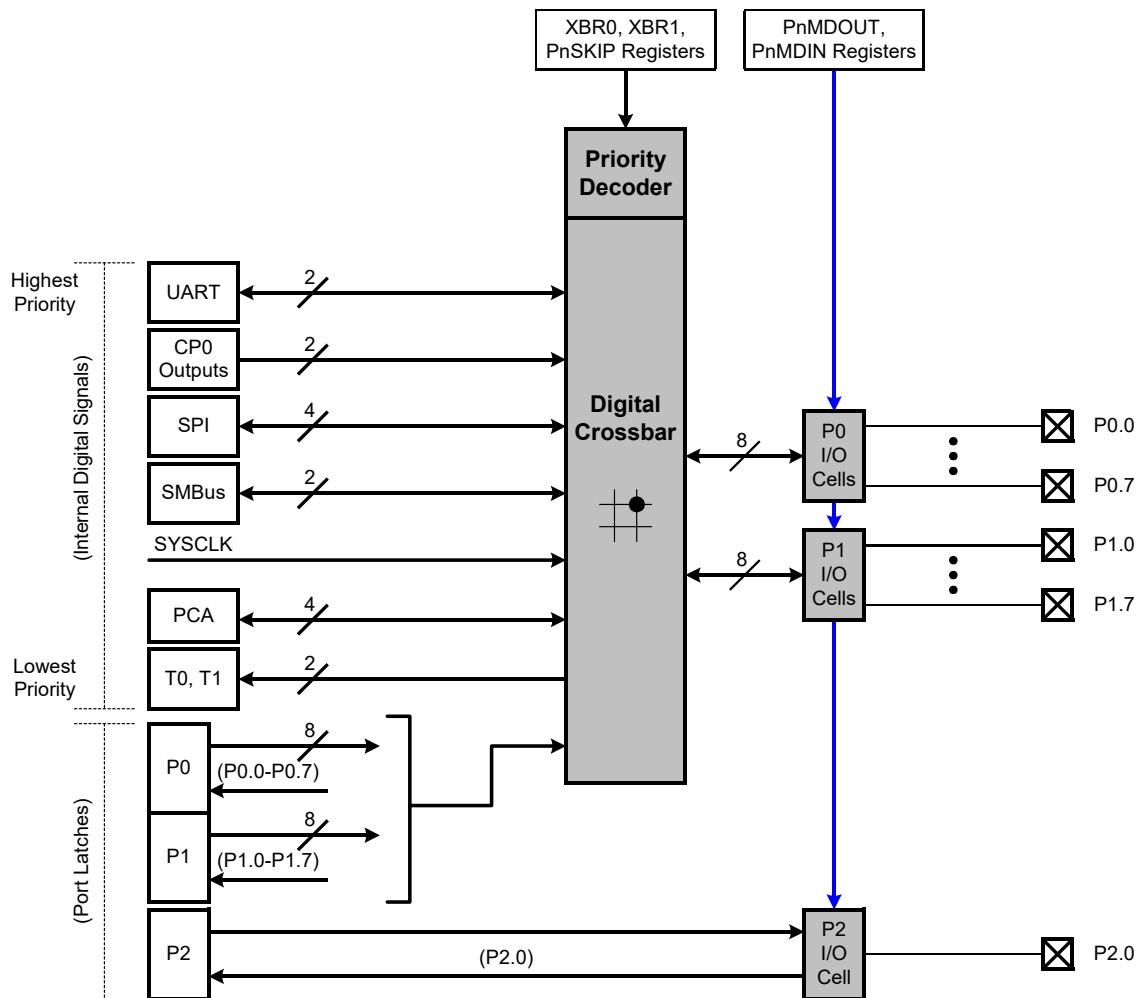 XBR0, XBR1,
PnSKIP Registers
PnMDOUT,
PnMDIN Registers
Priority
Decoder
Highest
Priority
(Internal Digital Signals)
UART
2
CP0
Outputs
2
SPI
4
SMBus
2
SYSCLK
PCA
4
Lowest
Priority
T0, T1
2
Digital
Crossbar
8
P0
I/O
Cells
P0.0
P0.7
8
P1
I/O
Cells
P1.0
P1.7
(Port Latches)
P0
8
(P0.0-P0.7)
P1
8
(P1.0-P1.7)
P2
(P2.0)
P2
I/O
Cell
P2.0